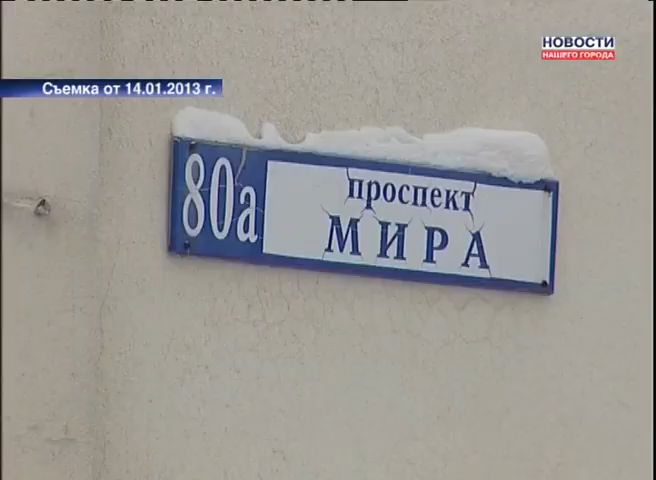 НОВОСТИ
НАШЕГО ГОРОДА
Съемка от 14.01.2013 г.
80а
проспект
МИРА